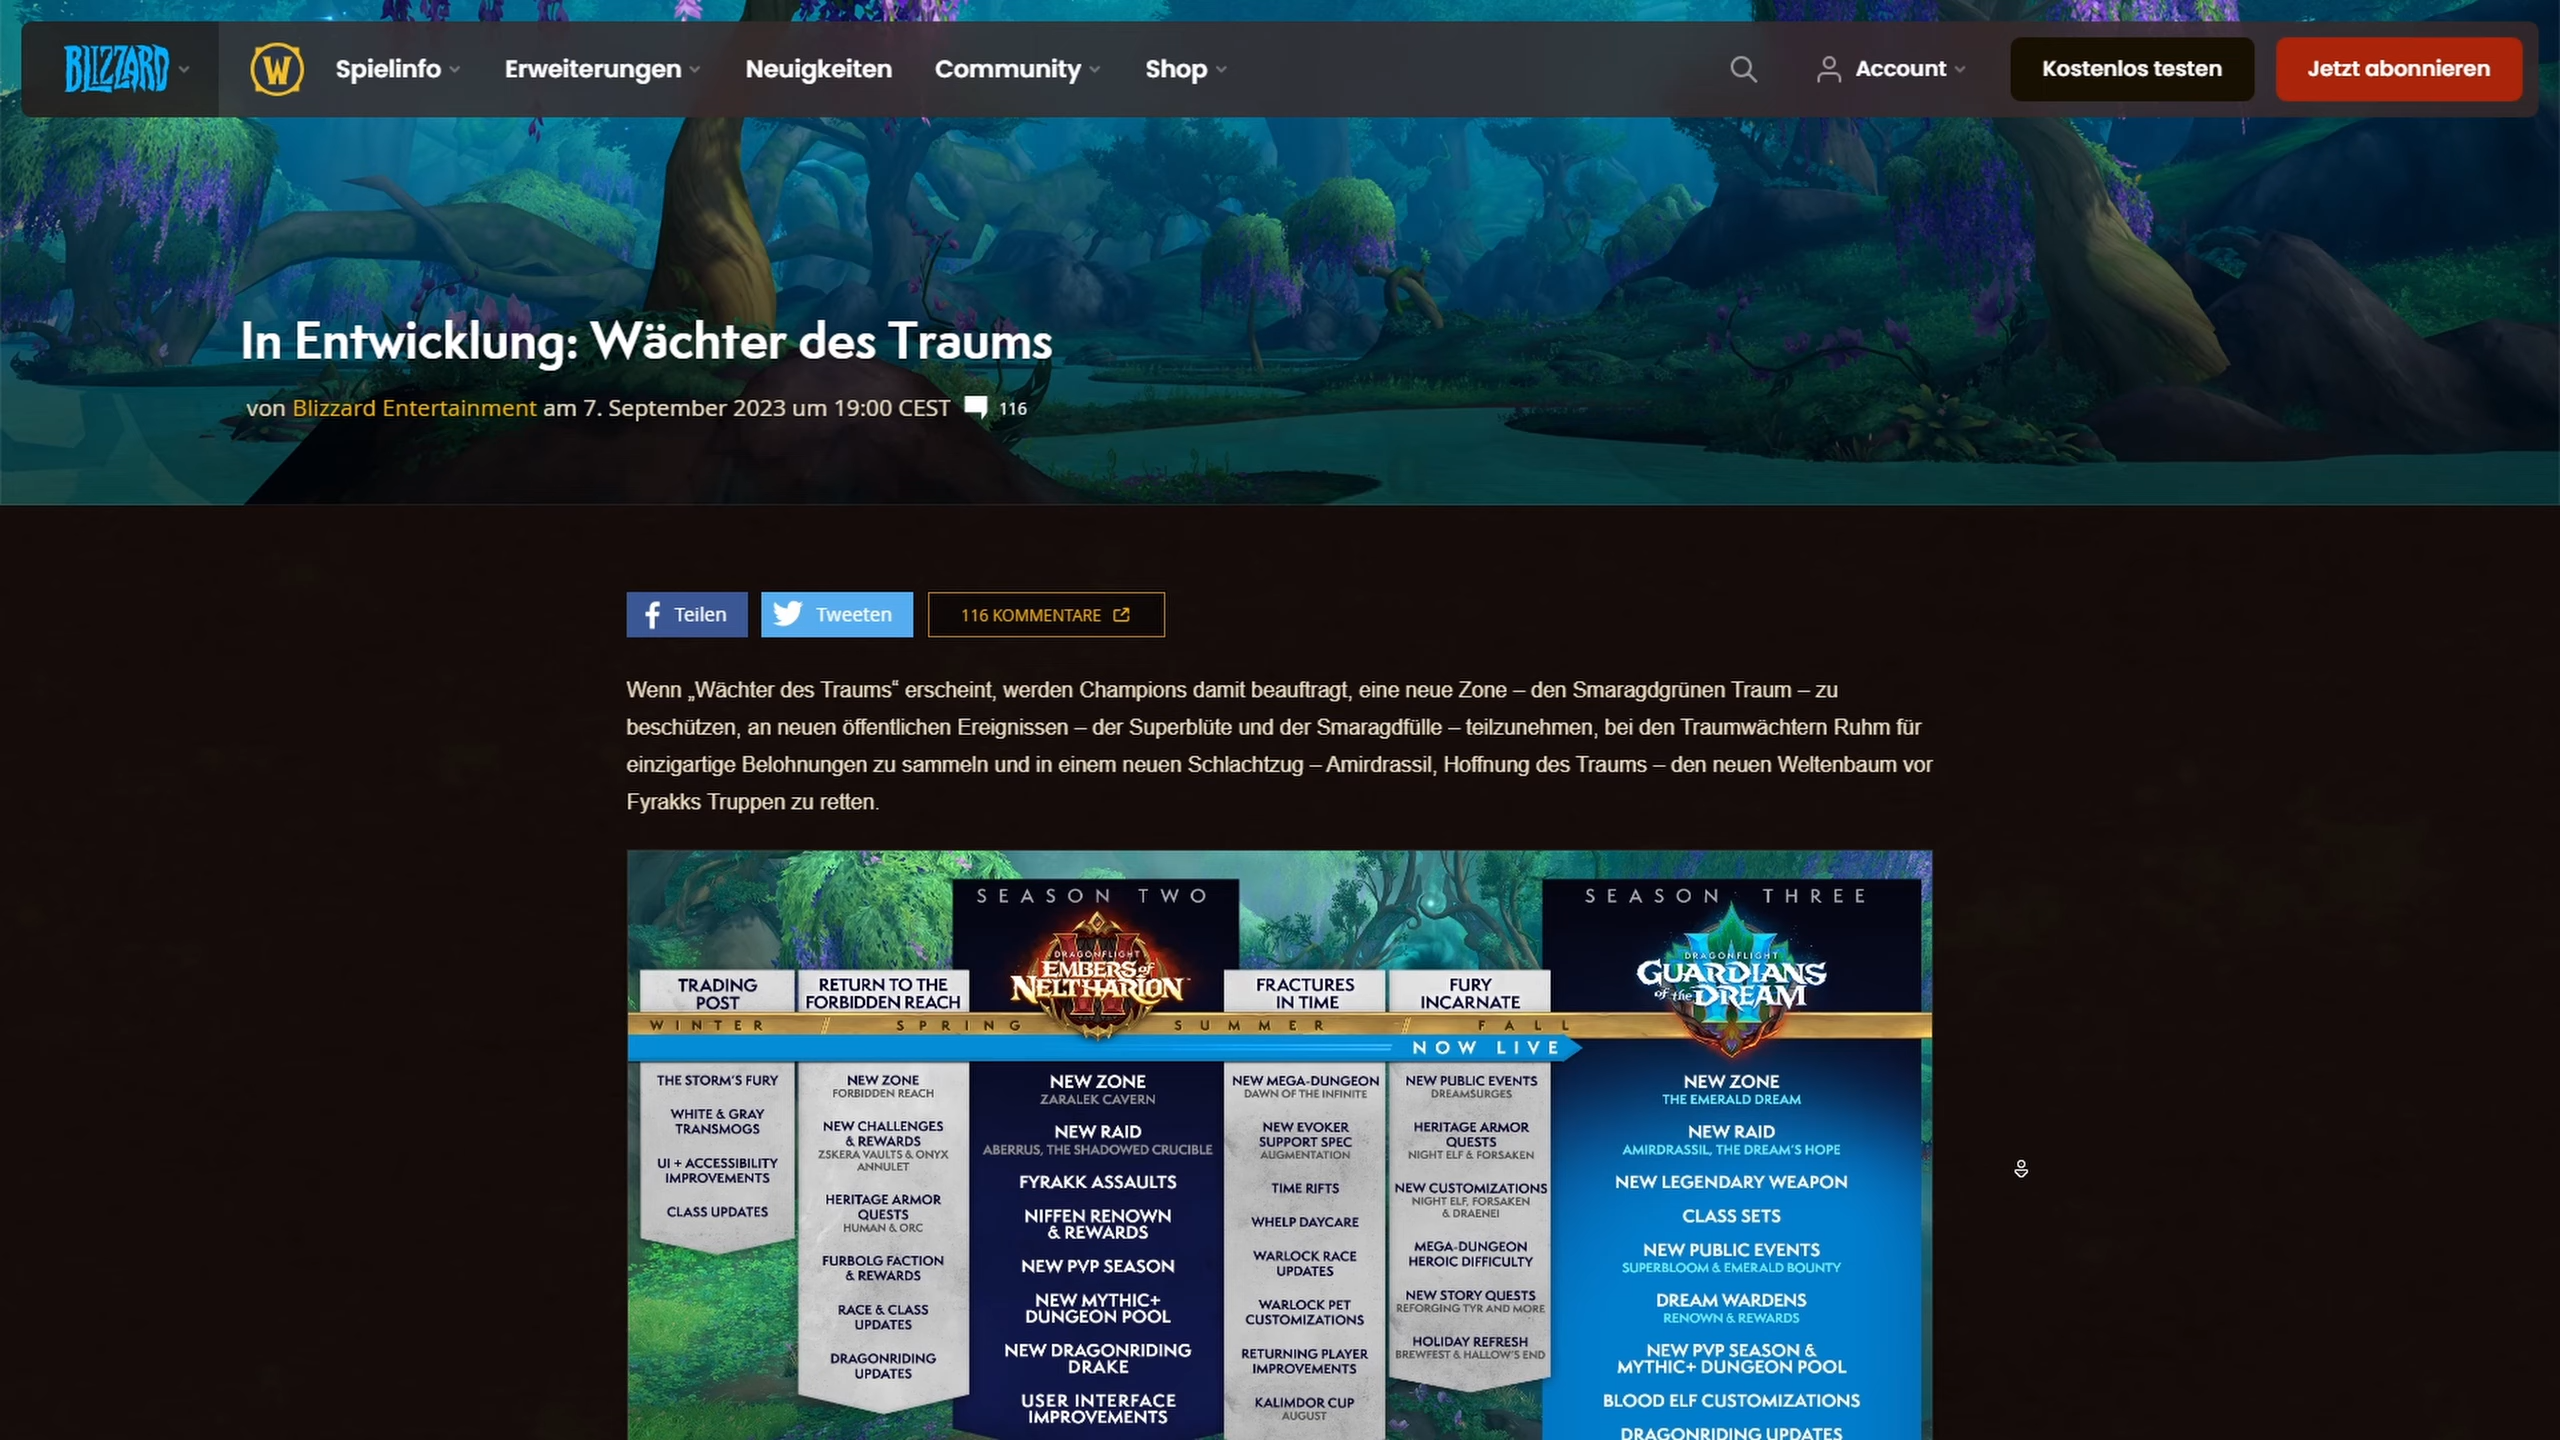 BLIZZARD
W
Spielinfo
Erweiterungen
Neuigkeiten
Community
Shop
Account
Kostenlos testen
Jetzt abonnieren
In Entwicklung: Wächter des Traums
von Blizzard Entertainment am 7. September 2023 um 19:00 CEST 116
Teilen
Tweeten
116 KOMMENTARE
Wenn „Wächter des Traums“ erscheint, werden Champions damit beauftragt, eine neue Zone – den Smaragdgrünen Traum – zu
beschützen, an neuen öffentlichen Ereignissen – der Superblüte und der Smaragdfülle – teilzunehmen, bei den Traumwächtern Ruhm für
einzigartige Belohnungen zu sammeln und in einem neuen Schlachtzug – Amirdrassil, Hoffnung des Traums – den neuen Weltenbaum vor
Fyrakks Truppen zu retten.
SEASON TWO
DRAGONFLIGHT
EMBERS of
NELTHARION
SEASON THREE
DRAGONFLIGHT
GUARDIANS
of the DREAM
TRADING
POST
RETURN TO THE
FORBIDDEN REACH
FRACTURES
IN TIME
FURY
INCARNATE
WINTER // SPRING SUMMER // FALL
NOW LIVE
THE STORM'S FURY
WHITE & GRAY
TRANSMOGS
UI + ACCESSIBILITY
IMPROVEMENTS
CLASS UPDATES
NEW ZONE
FORBIDDEN REACH
NEW CHALLENGES
& REWARDS
ZSKERA VAULTS & ONYX
ANNULET
HERITAGE ARMOR
QUESTS
HUMAN & ORC
FURBOLG FACTION
& REWARDS
RACE & CLASS
UPDATES
DRAGONRIDING
UPDATES
NEW ZONE
ZARALEK CAVERN
NEW RAID
ABERRUS, THE SHADOWED CRUCIBLE
FYRAKK ASSAULTS
NIFFEN RENOWN
& REWARDS
NEW PVP SEASON
NEW MYTHIC+
DUNGEON POOL
NEW DRAGONRIDING
DRAKE
USER INTERFACE
IMPROVEMENTS
NEW MEGA-DUNGEON
DAWN OF THE INFINITE
NEW EVOKER
SUPPORT SPEC
AUGMENTATION
TIME RIFTS
WHELP DAYCARE
WARLOCK RACE
UPDATES
WARLOCK PET
CUSTOMIZATIONS
RETURNING PLAYER
IMPROVEMENTS
KALIMDOR CUP
AUGUST
NEW PUBLIC EVENTS
DREAMSURGES
HERITAGE ARMOR
QUESTS
NIGHT ELF & FORSAKEN
NEW CUSTOMIZATIONS
NIGHT ELF, FORSAKEN
& DRAENEI
MEGA-DUNGEON
HEROIC DIFFICULTY
NEW STORY QUESTS
REFORGING TYR AND MORE
HOLIDAY REFRESH
BREWFEST & HALLOW'S END
NEW ZONE
THE EMERALD DREAM
NEW RAID
AMIRDRASSIL, THE DREAM'S HOPE
NEW LEGENDARY WEAPON
CLASS SETS
NEW PUBLIC EVENTS
SUPERBLOOM & EMERALD BOUNTY
DREAM WARDENS
RENOWN & REWARDS
NEW PVP SEASON &
MYTHIC+ DUNGEON POOL
BLOOD ELF CUSTOMIZATIONS
DRAGONRIDING UPDATES